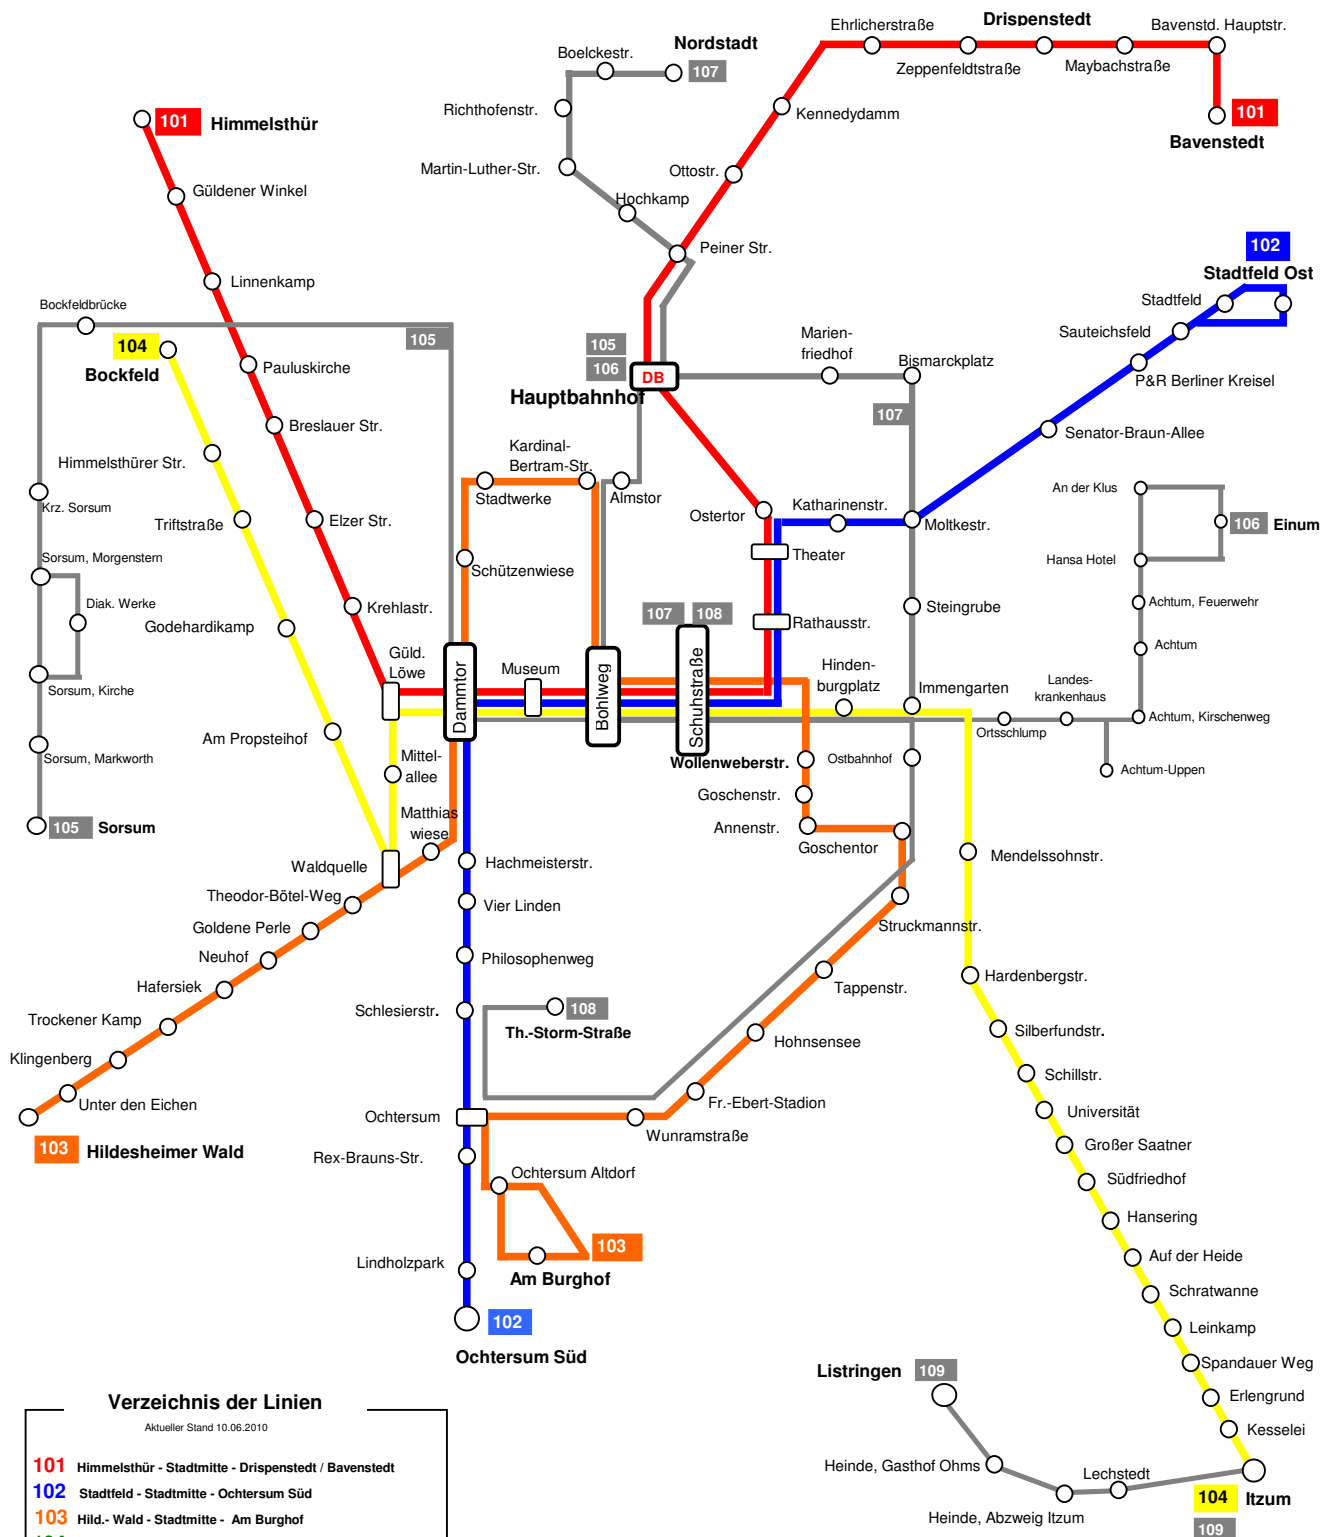 Ehrlicherstraße
Drispenstedt
Bavenstd. Hauptstr.
Zeppenfeldtstraße
Maybachstraße
Nordstadt
107
Boelckestr.
Richthofenstr.
Martin-Luther-Str.
Hochkamp
Kennedydamm
Ottostr.
Peiner Str.
101
Bavenstedt
101 Himmelsthür
Güldener Winkel
Linnenkamp
Pauluskirche
Breslauer Str.
Elzer Str.
Krehlastr.
Güld.
Löwe
102
Stadtfeld Ost
Stadtfeld
Sauteichsfeld
P&R Berliner Kreisel
Senator-Braun-Allee
Bockfeldbrücke
105
104
Bockfeld
Himmelsthürer Str.
Triftstraße
Godehardikamp
Am Propsteihof
Krz. Sorsum
Sorsum, Morgenstern
Diak. Werke
Sorsum, Kirche
Sorsum, Markworth
105 Sorsum
105
106
DB
Hauptbahnhof
Marien-
friedhof
Bismarckplatz
107
Kardinal-
Bertram-Str.
Stadtwerke
Almstor
Schützenwiese
Ostertor
Katharinenstr.
Moltkestr.
Theater
Rathausstr.
Steingrube
An der Klus
106 Einum
Hansa Hotel
Achtum, Feuerwehr
Achtum
Achtum, Kirschenweg
Achtum-Uppen
Landes-
krankenhaus
Ortsschlump
107 108
Dammtor
Museum
Bohlweg
Schuhstraße
Hinden-
burgplatz
Immengarten
Mittel-
allee
Matthias
wiese
Wollenweberstr.
Ostbahnhof
Goschenstr.
Annenstr.
Goschentor
Waldquelle
Theodor-Bötel-Weg
Goldene Perle
Neuhof
Hafersiek
Trockener Kamp
Klingenberg
Unter den Eichen
103 Hildesheimer Wald
Hachmeisterstr.
Vier Linden
Philosophenweg
Schlesierstr.
108
Th.-Storm-Straße
Struckmannstr.
Tappenstr.
Hohnsensee
Fr.-Ebert-Stadion
Wunramstraße
Ochtersum
Rex-Brauns-Str.
Ochtersum Altdorf
103
Am Burghof
Lindholzpark
102
Ochtersum Süd
Mendelssohnstr.
Hardenbergstr.
Silberfundstr.
Schillstr.
Universität
Großer Saatner
Südfriedhof
Hansering
Auf der Heide
Schratwanne
Leinkamp
Spandauer Weg
Erlengrund
Kesselei
104 Itzum
109
Listringen 109
Heinde, Gasthof Ohms
Lechstedt
Heinde, Abzweig Itzum
Verzeichnis der Linien
Aktueller Stand 10.06.2010
101 Himmelsthür - Stadtmitte - Drispenstedt / Bavenstedt
102 Stadtfeld - Stadtmitte - Ochtersum Süd
103 Hild.- Wald - Stadtmitte - Am Burghof